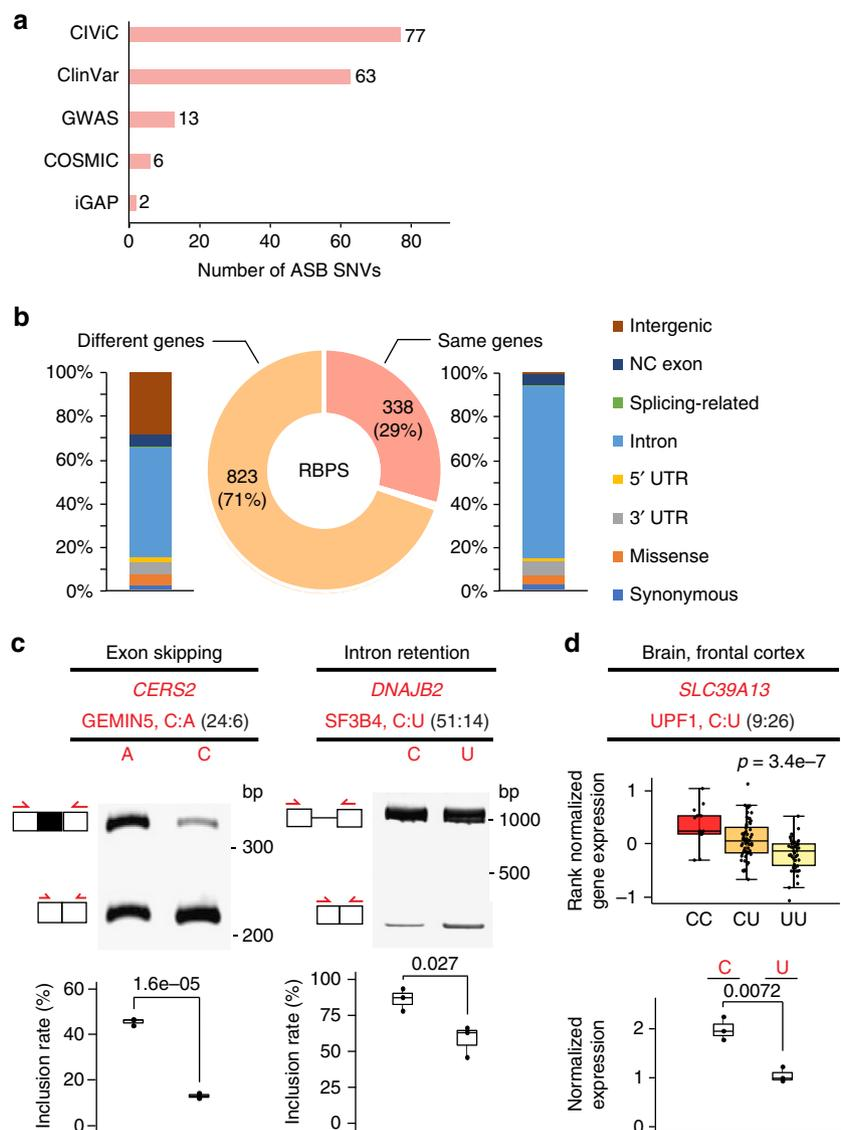 a
CIViC
77
ClinVar
63
GWAS
13
COSMIC
6
iGAP
2
0 20 40 60 80
Number of ASB SNVs
b
Different genes
Same genes
100%
80%
60%
40%
20%
0%
823
(71%)
RBPS
338
(29%)
100%
80%
60%
40%
20%
0%
Intergenic
NC exon
Splicing-related
Intron
5′ UTR
3′ UTR
Missense
Synonymous
c
Exon skipping
CERS2
GEMIN5, C:A (24:6)
A C
bp
300
200
Inclusion rate (%)
60
40
20
0
1.6e–05
Intron retention
DNAJB2
SF3B4, C:U (51:14)
C U
bp
1000
500
Inclusion rate (%)
100
75
50
25
0
0.027
d
Brain, frontal cortex
SLC39A13
UPF1, C:U (9:26)
p = 3.4e–7
Rank normalized
gene expression
1
0
–1
CC CU UU
C U
0.0072
Normalized
expression
2
1
0